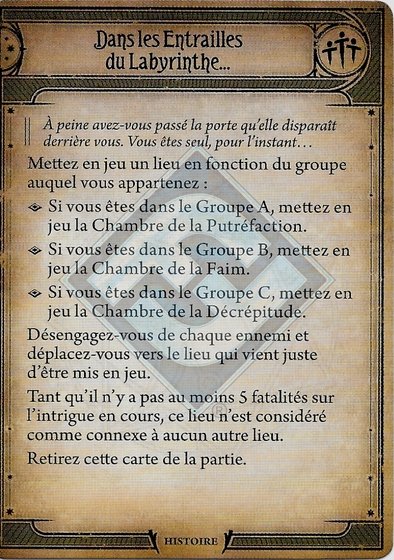 Dans les Entrailles
du Labyrinthe...
À peine avez-vous passé la porte qu'elle disparaît
derrière vous. Vous êtes seul, pour l'instant…
Mettez en jeu un lieu en fonction du groupe
auquel vous appartenez :
Si vous êtes dans le Groupe A, mettez en
jeu la Chambre de la Putréfaction.
Si vous êtes dans le Groupe B, mettez en
jeu la Chambre de la Faim.
Si vous êtes dans le Groupe C, mettez en
jeu la Chambre de la Décrépitude.
Désengagez-vous de chaque ennemi et
déplacez-vous vers le lieu qui vient juste
d'être mis en jeu.
Tant qu'il n'y a pas au moins 5 fatalités sur
l'intrigue en cours, ce lieu n'est considéré
comme connexe à aucun autre lieu.
Retirez cette carte de la partie.
®
HISTOIRE